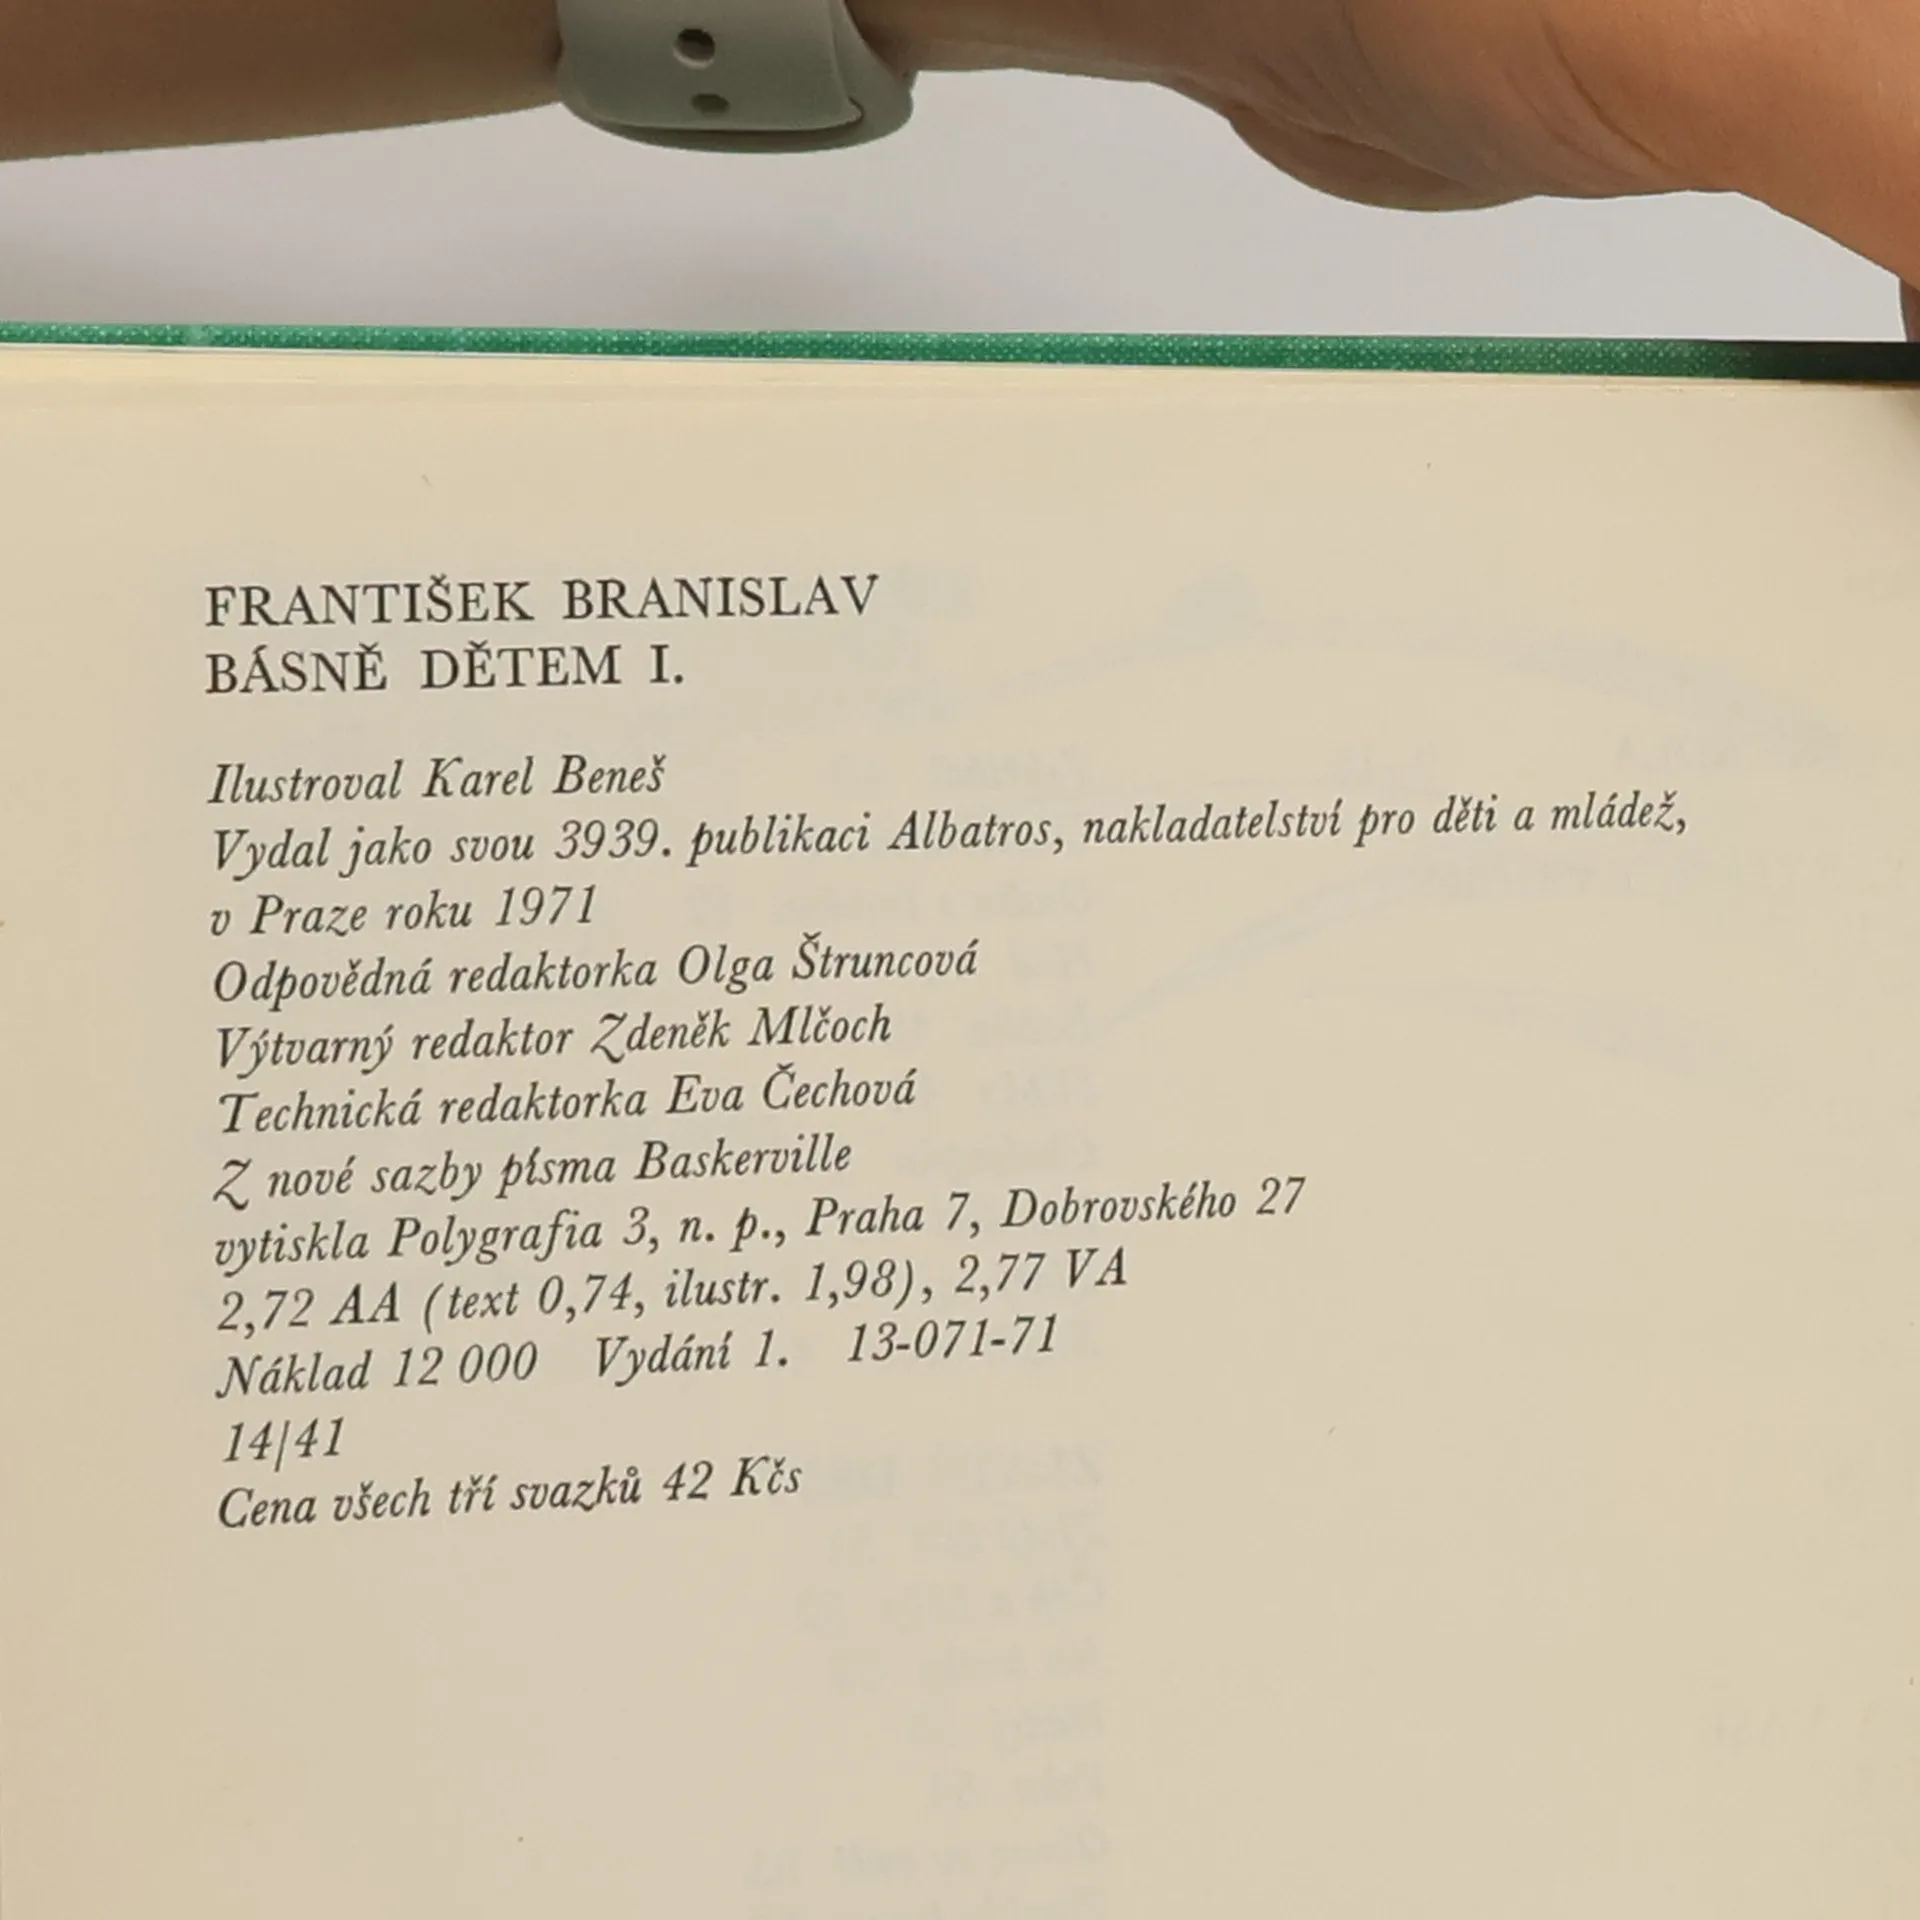 FRANTIŠEK BRANISLAV
BÁSNĚ DĚTEM I.
Ilustroval Karel Beneš
Vydal jako svou 3939. publikaci Albatros, nakladatelství pro děti a mládež,
v Praze roku 1971
Odpovědná redaktorka Olga Štruncová
Výtvarný redaktor Zdeněk Mlčoch
Technická redaktorka Eva Čechová
Z nové sazby písma Baskerville
vytiskla Polygrafia 3, n. p., Praha 7, Dobrovského 27
2,72 AA (text 0,74, ilustr. 1,98), 2,77 VA
Náklad 12 000 Vydání 1. 13-071-71
14/41
Cena všech tří svazků 42 Kčs